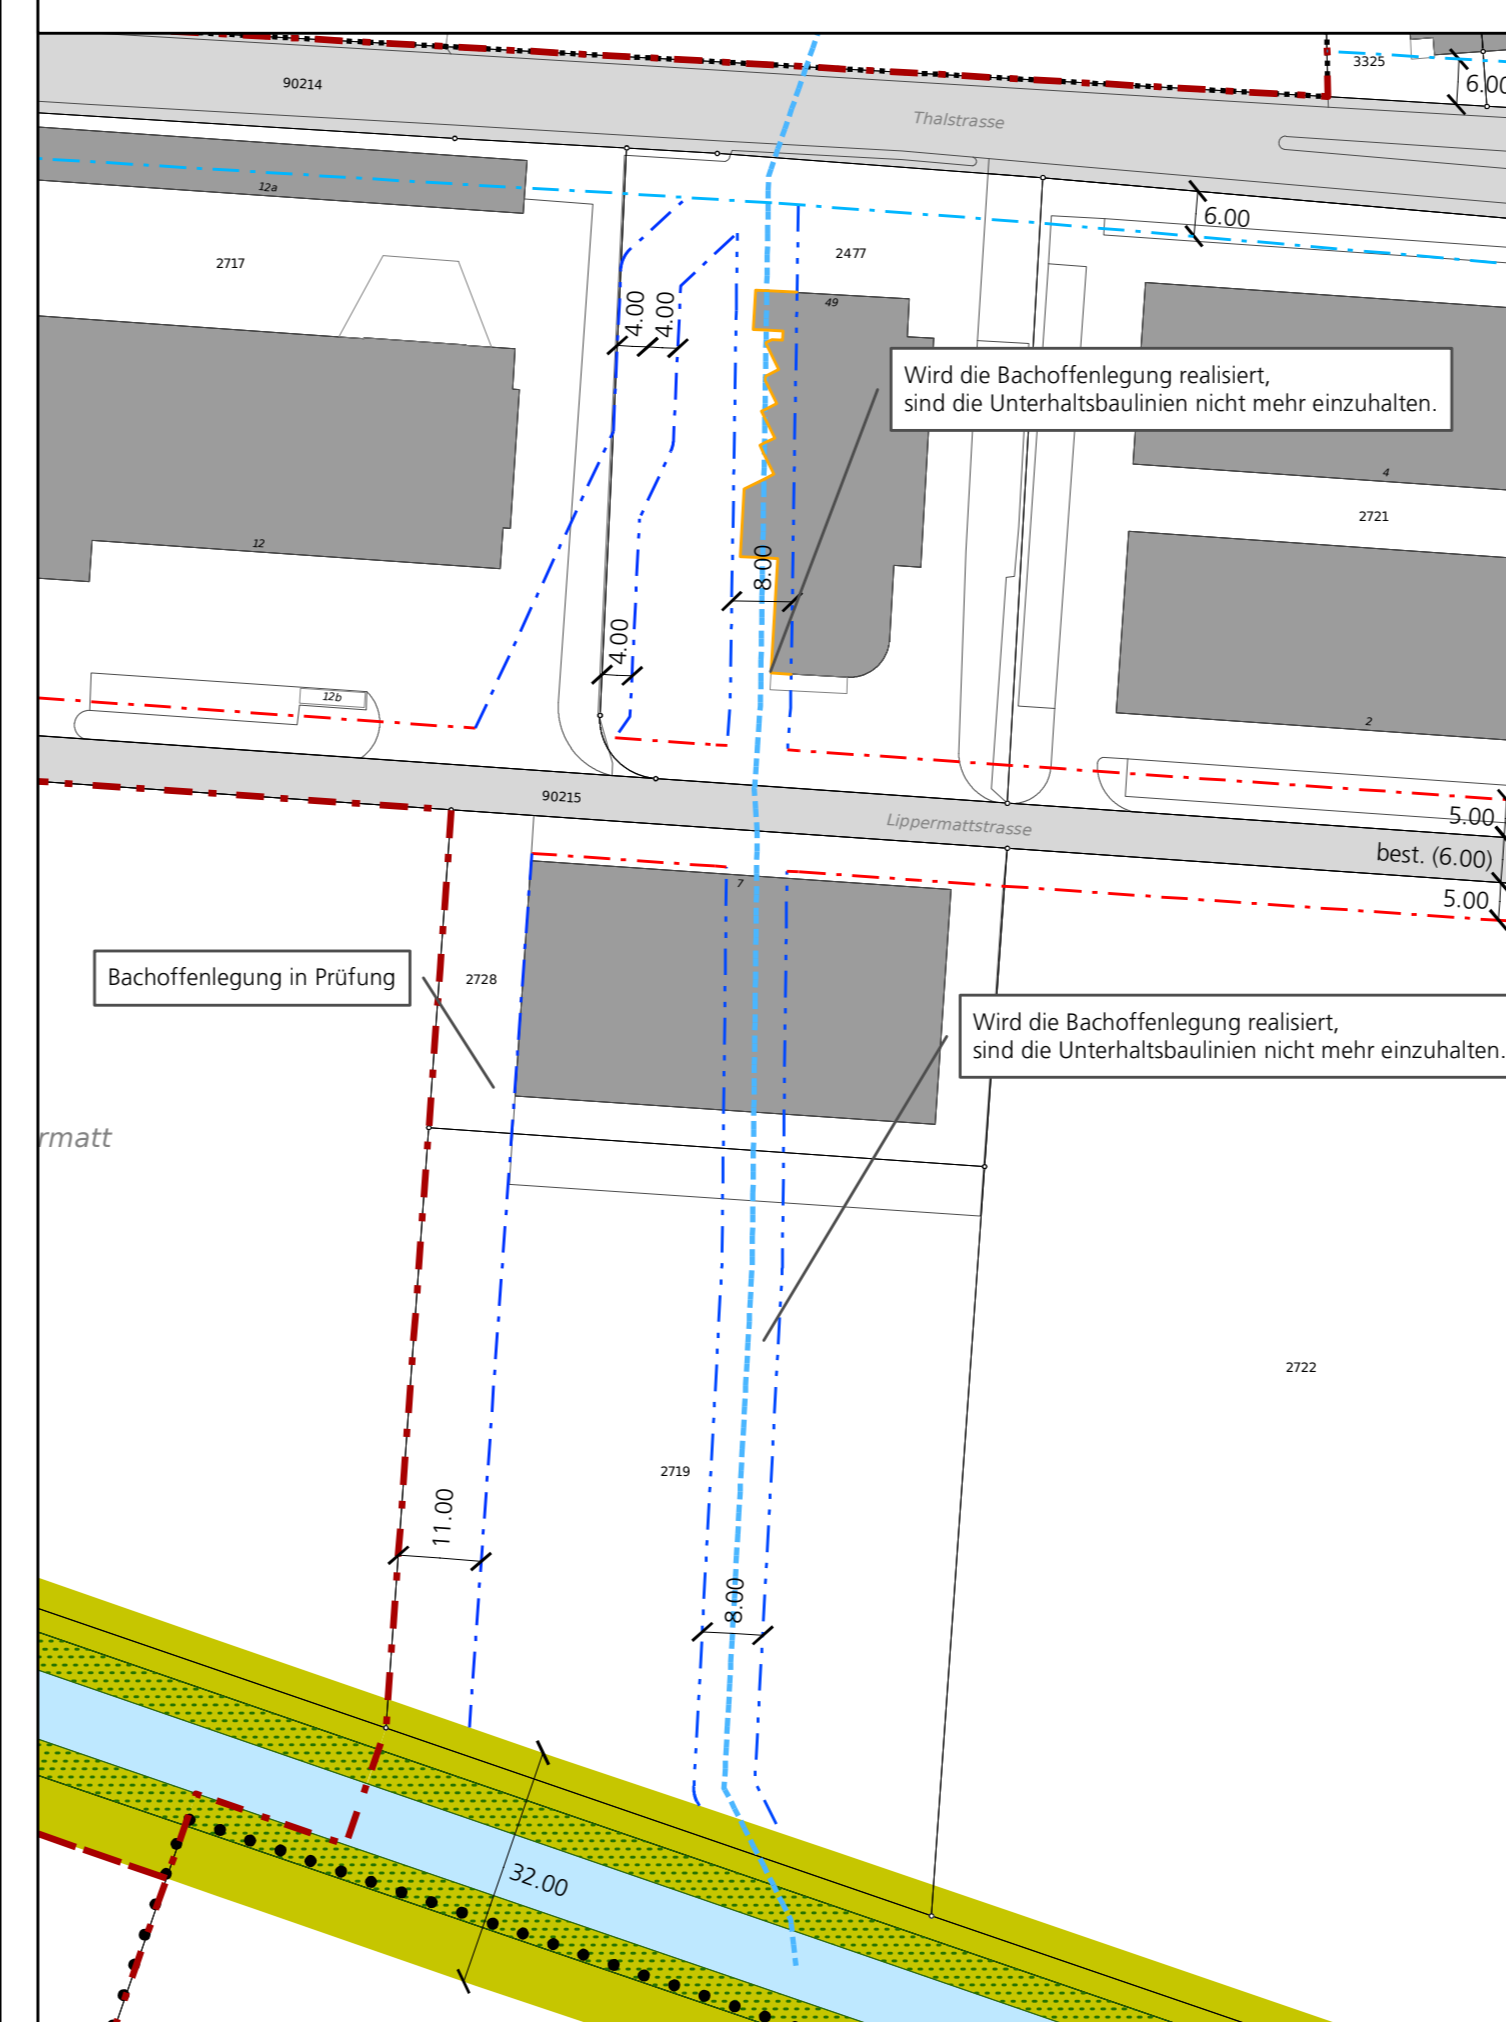 3325
90214
6.00
Thalstrasse
12a
6.00
2717
2477
49
4.00
4.00
Wird die Bachoffenlegung realisiert,
sind die Unterhaltsbaulinien nicht mehr einzuhalten.
4
2721
12
8.00
4.00
12b
2
90215
5.00
Lippermattstrasse
best. (6.00)
7
5.00
Bachoffenlegung in Prüfung
2728
Wird die Bachoffenlegung realisiert,
sind die Unterhaltsbaulinien nicht mehr einzuhalten.
rmatt
2722
2719
11.00
8.00
32.00